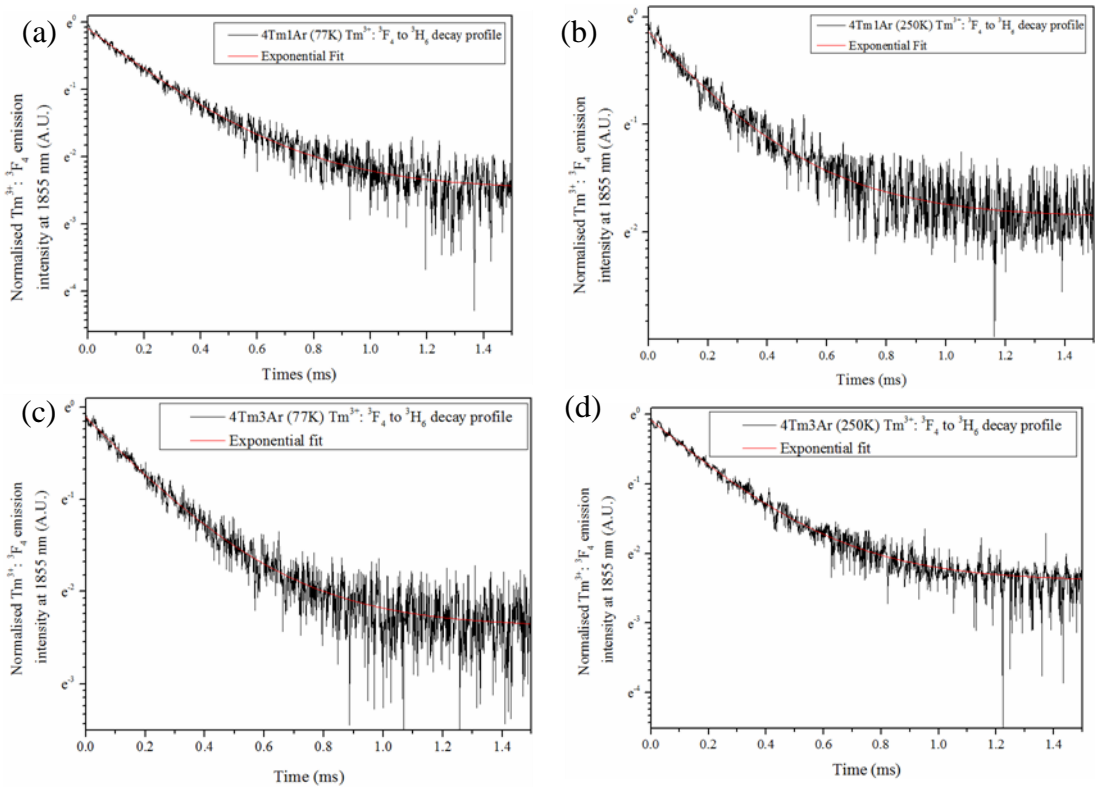 (a)
4Tm1Ar (77K) Tm³⁺: ³F₄ to ³H₆ decay profile
Exponential Fit
e⁰
e⁻¹
e⁻²
e⁻³
e⁻⁴
Normalised Tm³⁺: ³F₄ emission
intensity at 1855 nm (A.U.)
0.0 0.2 0.4 0.6 0.8 1.0 1.2 1.4
Times (ms)
(b)
4Tm1Ar (250K) Tm³⁺: ³F₄ to ³H₆ decay profile
Exponential Fit
e⁰
e⁻¹
e⁻²
Normalised Tm³⁺: ³F₄ emission
intensity at 1855 nm (A.U.)
0.0 0.2 0.4 0.6 0.8 1.0 1.2 1.4
Times (ms)
(c)
4Tm3Ar (77K) Tm³⁺: ³F₄ to ³H₆ decay profile
Exponential fit
e⁰
e⁻¹
e⁻²
e⁻³
Normalised Tm³⁺: ³F₄ emission
intensity at 1855 nm (A.U.)
0.0 0.2 0.4 0.6 0.8 1.0 1.2 1.4
Time (ms)
(d)
4Tm3Ar (250K) Tm³⁺: ³F₄ to ³H₆ decay profile
Exponential fit
e⁰
e⁻¹
e⁻²
e⁻³
e⁻⁴
Normalised Tm³⁺: ³F₄ emission
intensity at 1855 nm (A.U.)
0.0 0.2 0.4 0.6 0.8 1.0 1.2 1.4
Time (ms)